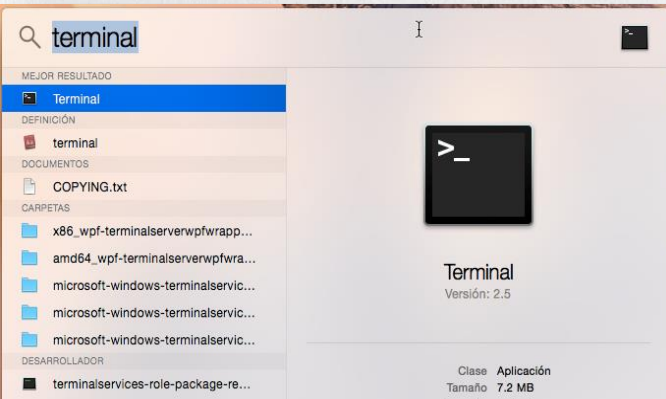 terminal
MEJOR RESULTADO
Terminal
DEFINICIÓN
terminal
DOCUMENTOS
COPYING.txt
CARPETAS
x86_wpf-terminalserverwpfwrapp...
amd64_wpf-terminalserverwpfwra...
microsoft-windows-terminalservic...
microsoft-windows-terminalservic...
microsoft-windows-terminalservic...
DESARROLLADOR
terminalservices-role-package-re...
>_
Terminal
Versión: 2.5
Clase Aplicación
Tamaño 7.2 MB